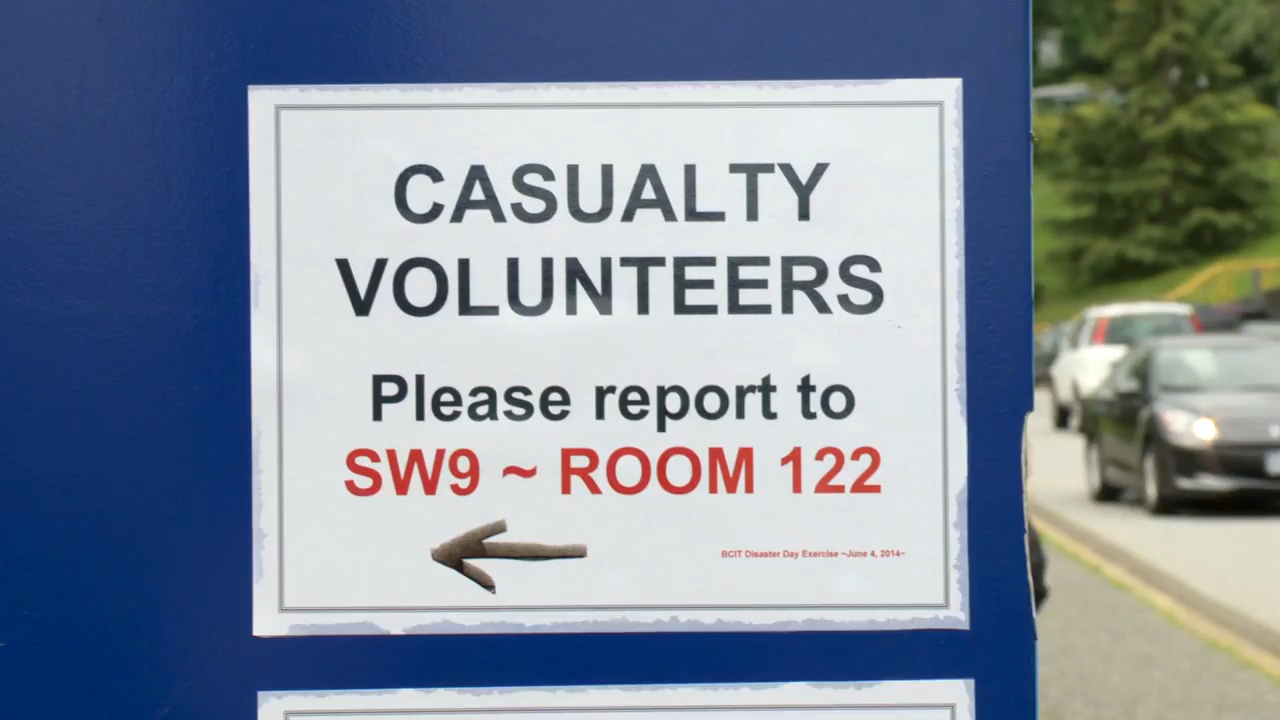 CASUALTY
VOLUNTEERS
Please report to
SW9 ~ ROOM 122
BCIT Disaster Day Exercise ~June 4, 2014~